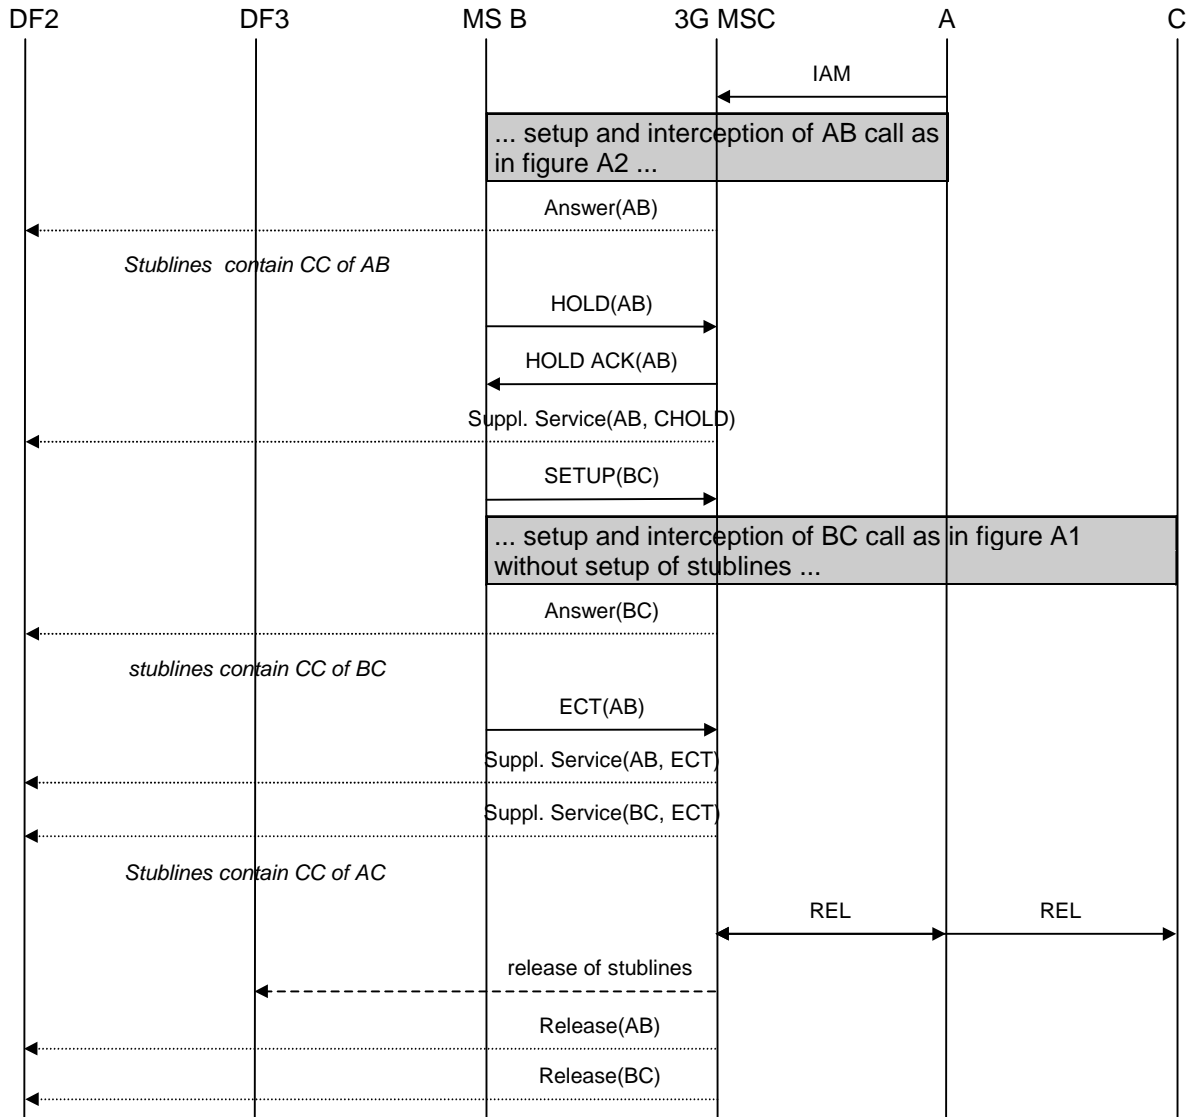 DF2 DF3 MS B 3G MSC A C
IAM
... setup and interception of AB call as
in figure A2 ...
Answer(AB)
Stublines contain CC of AB
HOLD(AB)
HOLD ACK(AB)
Suppl. Service(AB, CHOLD)
SETUP(BC)
... setup and interception of BC call as in figure A1
without setup of stublines ...
Answer(BC)
stublines contain CC of BC
ECT(AB)
Suppl. Service(AB, ECT)
Suppl. Service(BC, ECT)
Stublines contain CC of AC
REL REL
release of stublines
Release(AB)
Release(BC)